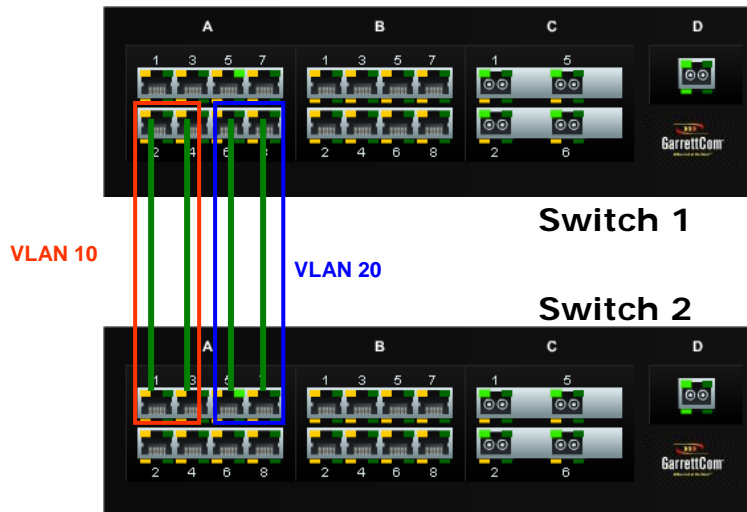 A B C D
1 3 5 7 1 3 5 7 1 5
2 4 6 8 2 4 6 8 2 6
GarrettCom
Switch 1
VLAN 10
VLAN 20
Switch 2
A B C D
1 3 5 7 1 3 5 7 1 5
2 4 6 8 2 4 6 8 2 6
GarrettCom